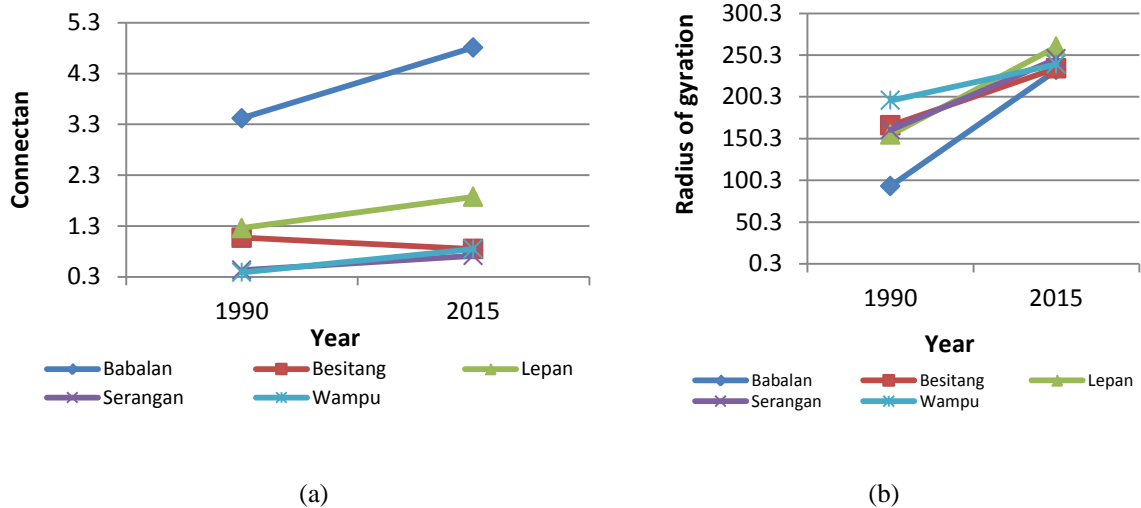 5.3
4.3
3.3
2.3
1.3
0.3
Connectan
1990 2015
Year
Babalan Besitang Lepan
Serangan Wampu
(a)
300.3
250.3
200.3
150.3
100.3
50.3
0.3
Radius of gyration
1990 2015
Year
Babalan Besitang Lepan
Serangan Wampu
(b)